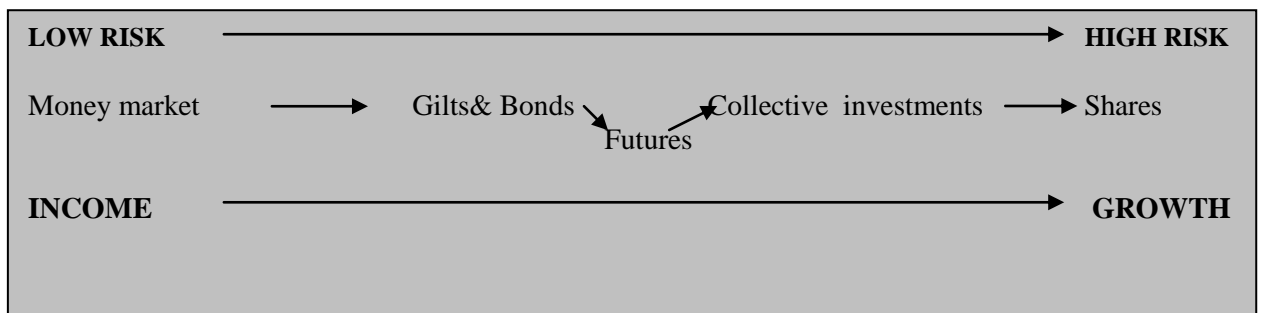 LOW RISK HIGH RISK
Money market Gilts& Bonds Collective investments Shares
Futures
INCOME GROWTH